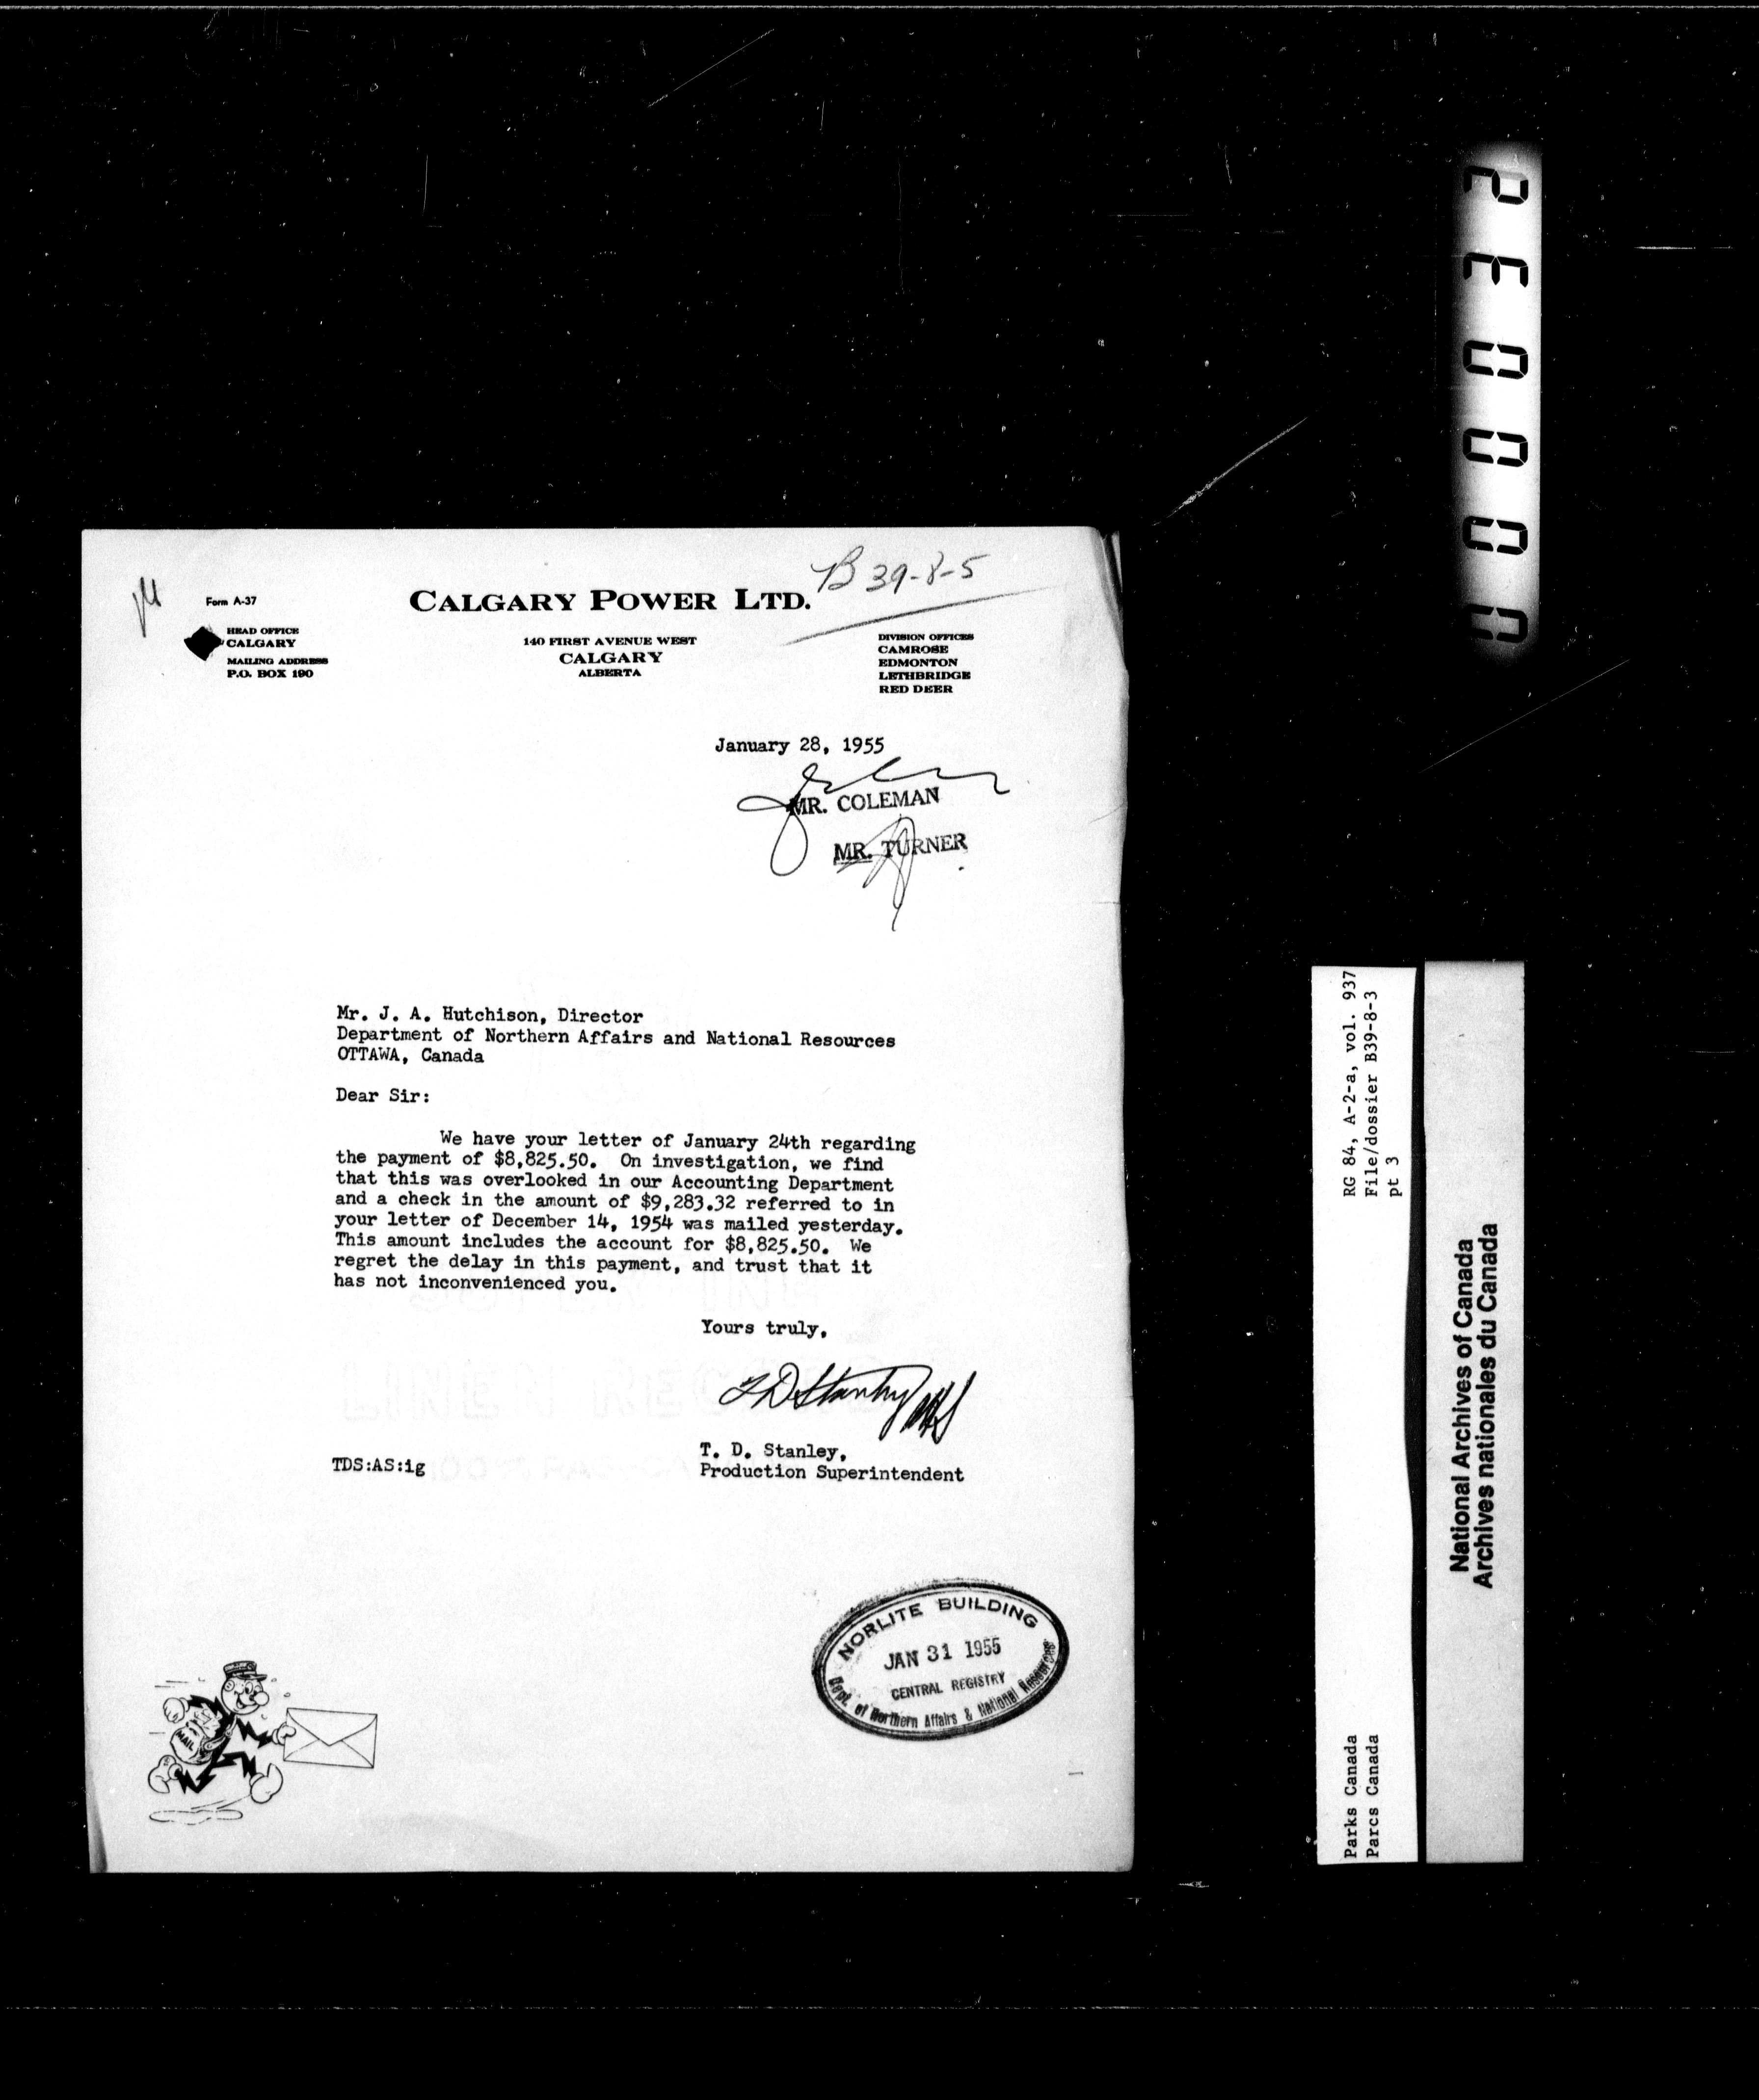 B 39-8-5
Form A-37
CALGARY POWER LTD.
HEAD OFFICE
CALGARY
MAILING ADDRESS
P.O. BOX 190
140 FIRST AVENUE WEST
CALGARY
ALBERTA
DIVISION OFFICES
CAMROSE
EDMONTON
LETHBRIDGE
RED DEER
January 28, 1955
MR. COLEMAN
MR. TURNER
Mr. J. A. Hutchison, Director
Department of Northern Affairs and National Resources
OTTAWA, Canada
Dear Sir:
We have your letter of January 24th regarding
the payment of $8,825.50. On investigation, we find
that this was overlooked in our Accounting Department
and a check in the amount of $9,283.32 referred to in
your letter of December 14, 1954 was mailed yesterday.
This amount includes the account for $8,825.50. We
regret the delay in this payment, and trust that it
has not inconvenienced you.
Yours truly,
T D Stanley
T. D. Stanley,
Production Superintendent
TDS:AS:ig
NORLITE BUILDING
JAN 31 1955
CENTRAL REGISTRY
Dept. of Northern Affairs & National Resources
MAIL
RG 84, A-2-a, vol. 937
File/dossier B39-8-3
pt 3
Parks Canada
Parcs Canada
National Archives of Canada
Archives nationales du Canada